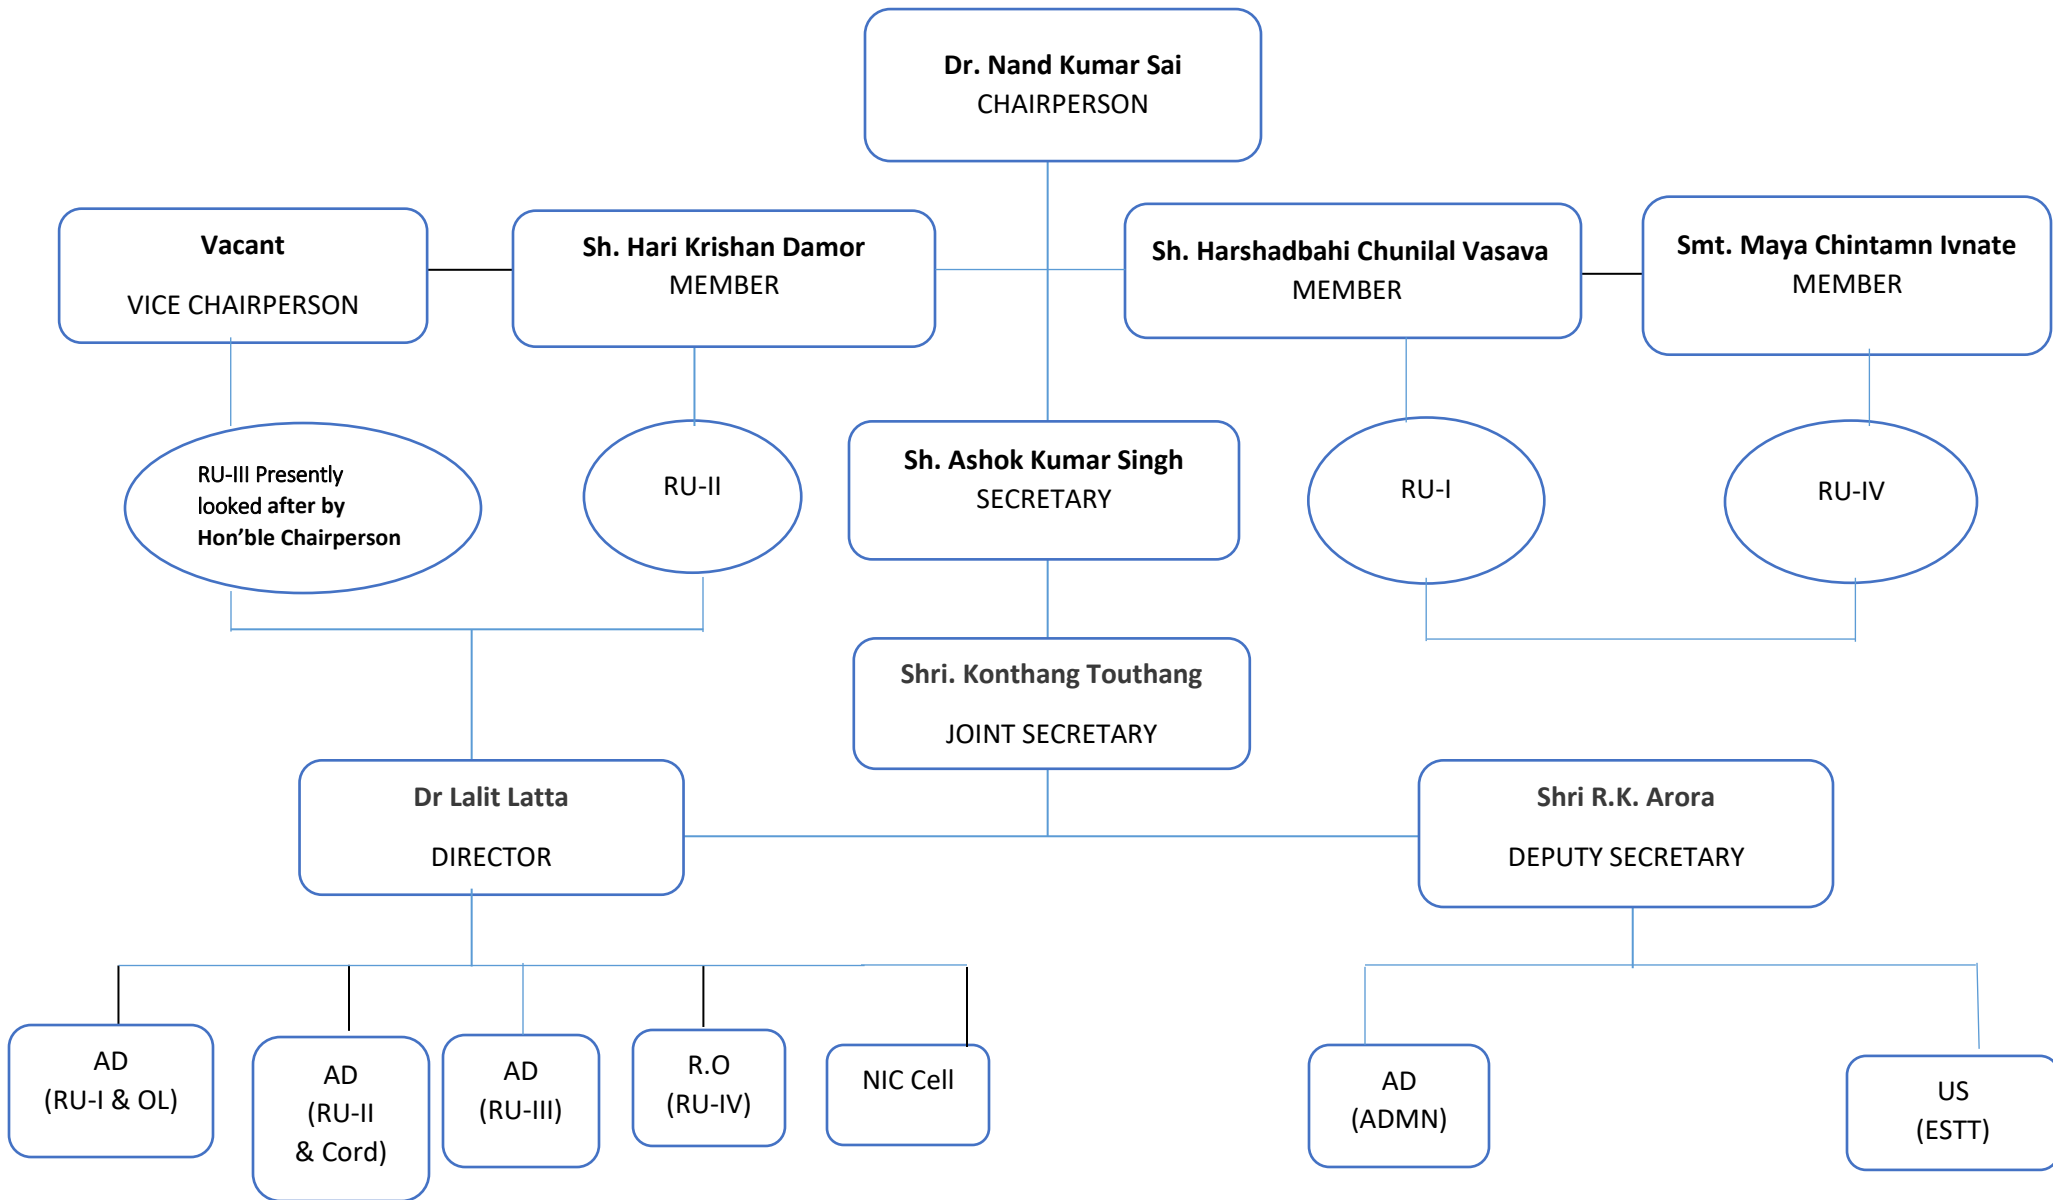 Dr. Nand Kumar Sai
CHAIRPERSON
Vacant
VICE CHAIRPERSON
Sh. Hari Krishan Damor
MEMBER
Sh. Harshadbahi Chunilal Vasava
MEMBER
Smt. Maya Chintamn Ivnate
MEMBER
RU-III Presently
looked after by
Hon’ble Chairperson
RU-II
Sh. Ashok Kumar Singh
SECRETARY
RU-I
RU-IV
Shri. Konthang Touthang
JOINT SECRETARY
Dr Lalit Latta
DIRECTOR
Shri R.K. Arora
DEPUTY SECRETARY
AD
(RU-I & OL)
AD
(RU-II
& Cord)
AD
(RU-III)
R.O
(RU-IV)
NIC Cell
AD
(ADMN)
US
(ESTT)